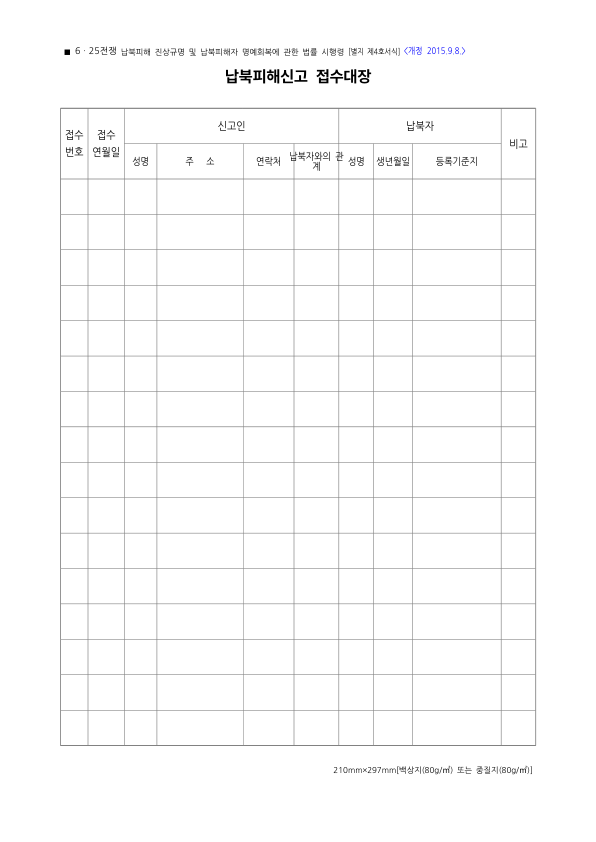 ■ 6ㆍ25전쟁 납북피해 진상규명 및 납북피해자 명예회복에 관한 법률 시행령 [별지 제4호서식] <개정 2015.9.8.>
납북피해신고 접수대장
접수 번호
접수 연월일
신고인
납북자
비고
성명
주 소
연락처
납북자와의 관계
성명
생년월일
등록기준지
210mm×297mm[백상지(80g/㎡) 또는 중질지(80g/㎡)]